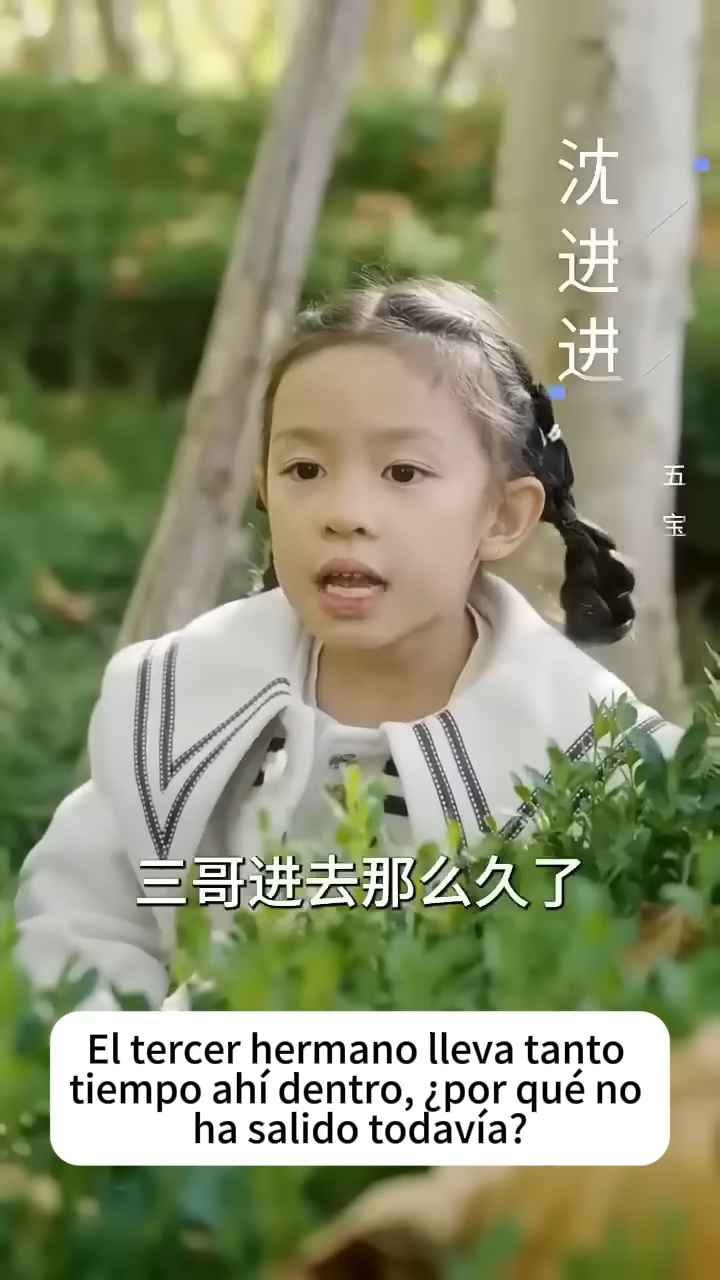 沈进进
五宝
三哥进去那么久了
El tercer hermano lleva tanto
tiempo ahí dentro, ¿por qué no
ha salido todavía?